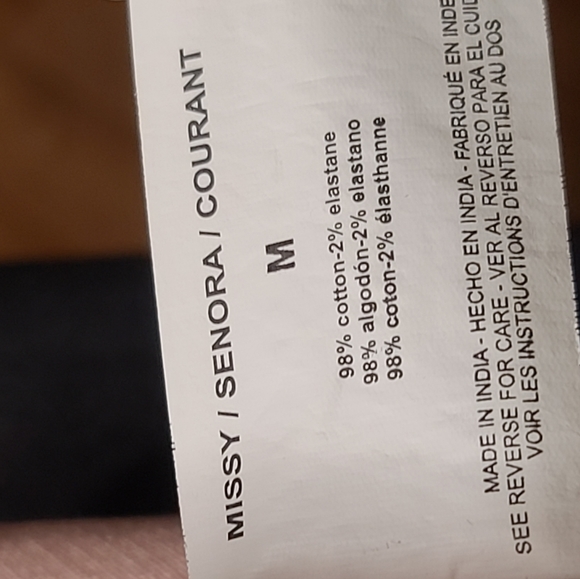 MISSY / SENORA / COURANT
M
98% cotton-2% elastane
98% algodón-2% elastano
98% coton-2% élasthanne
MADE IN INDIA - HECHO EN INDIA - FABRIQUÉ EN INDE
SEE REVERSE FOR CARE - VER AL REVERSO PARA EL
VOIR LES INSTRUCTIONS D'ENTRETIEN AU DOS